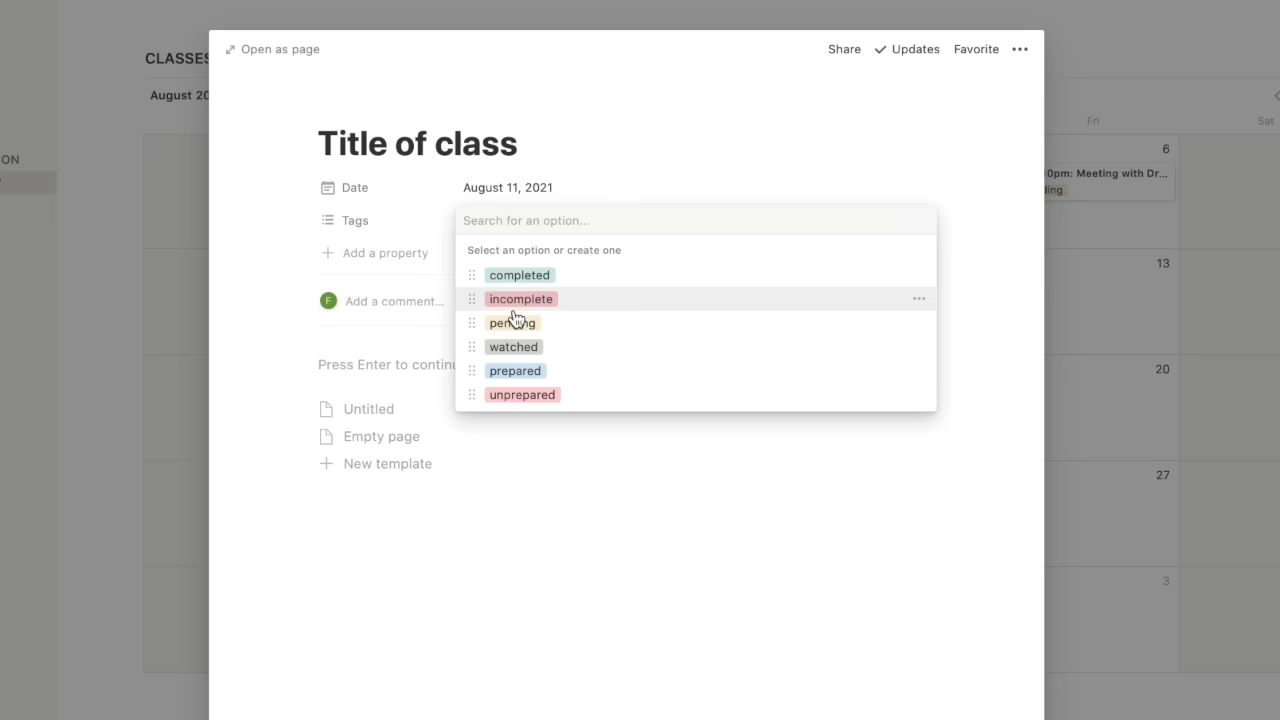 Open as page
Share
Updates
Favorite
CLASSES
August 20
Fri
Sat
ON
Title of class
6
Date
August 11, 2021
0pm: Meeting with Dr...
Tags
Search for an option...
Add a property
Select an option or create one
13
completed
F
Add a comment...
incomplete
pending
watched
Press Enter to continu
20
prepared
unprepared
Untitled
Empty page
New template
27
3